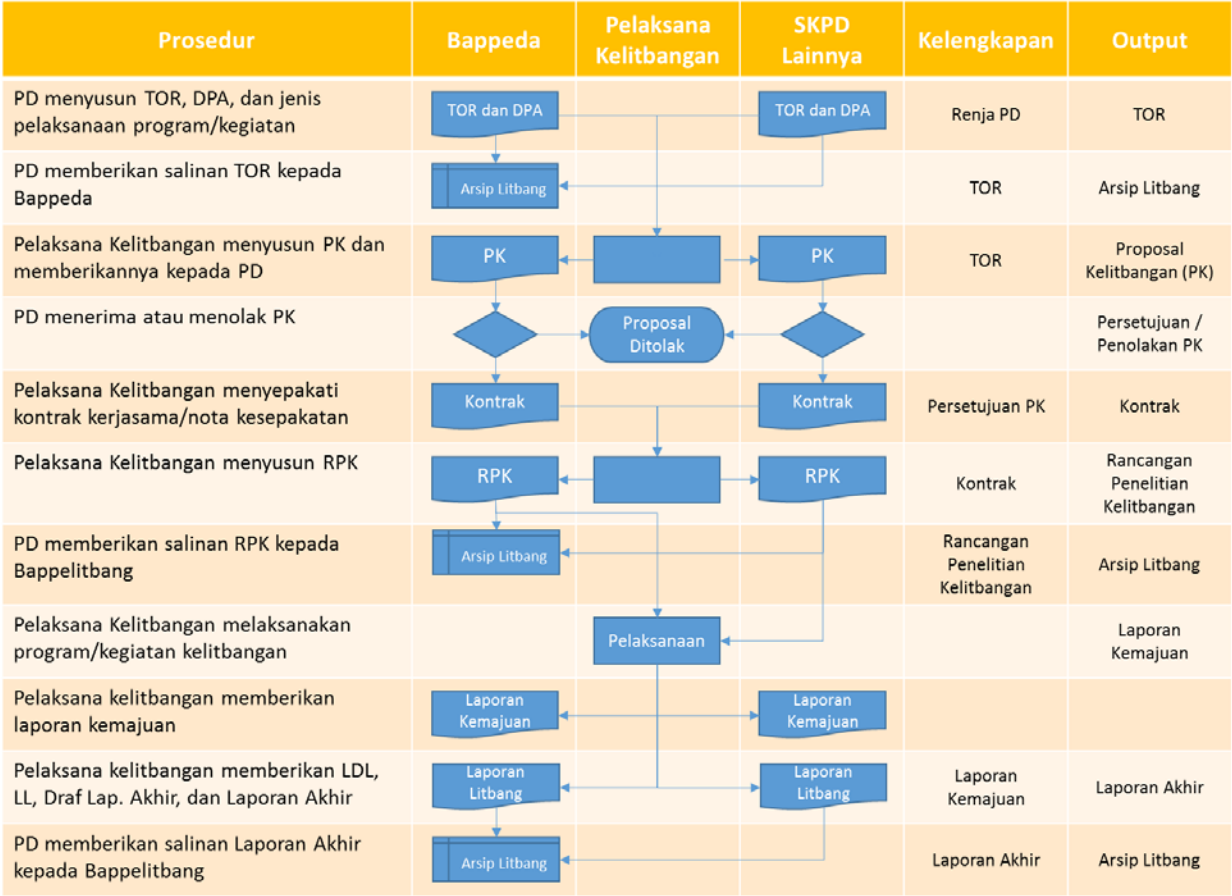 Prosedur
Bappeda
Pelaksana
Kelitbangan
SKPD
Lainnya
Kelengkapan
Output
PD menyusun TOR, DPA, dan jenis
pelaksanaan program/kegiatan
TOR dan DPA
TOR dan DPA
Renja PD
TOR
PD memberikan salinan TOR kepada
Bappeda
Arsip Litbang
TOR
Arsip Litbang
Pelaksana Kelitbangan menyusun PK dan
memberikannya kepada PD
PK
PK
TOR
Proposal
Kelitbangan (PK)
PD menerima atau menolak PK
Proposal
Ditolak
Persetujuan /
Penolakan PK
Pelaksana Kelitbangan menyepakati
kontrak kerjasama/nota kesepakatan
Kontrak
Kontrak
Persetujuan PK
Kontrak
Pelaksana Kelitbangan menyusun RPK
RPK
RPK
Kontrak
Rancangan
Penelitian
Kelitbangan
PD memberikan salinan RPK kepada
Bappelitbang
Arsip Litbang
Rancangan
Penelitian
Kelitbangan
Arsip Litbang
Pelaksana Kelitbangan melaksanakan
program/kegiatan kelitbangan
Pelaksanaan
Laporan
Kemajuan
Pelaksana kelitbangan memberikan
laporan kemajuan
Laporan
Kemajuan
Laporan
Kemajuan
Pelaksana kelitbangan memberikan LDL,
LL, Draf Lap. Akhir, dan Laporan Akhir
Laporan
Litbang
Laporan
Litbang
Laporan
Kemajuan
Laporan Akhir
PD memberikan salinan Laporan Akhir
kepada Bappelitbang
Arsip Litbang
Laporan Akhir
Arsip Litbang